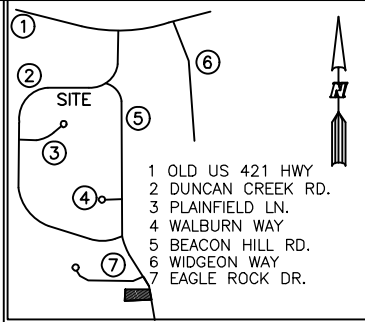 1
2
SITE
6
5
N
3
4
7
1 OLD US 421 HWY
2 DUNCAN CREEK RD.
3 PLAINFIELD LN.
4 WALBURN WAY
5 BEACON HILL RD.
6 WIDGEON WAY
7 EAGLE ROCK DR.